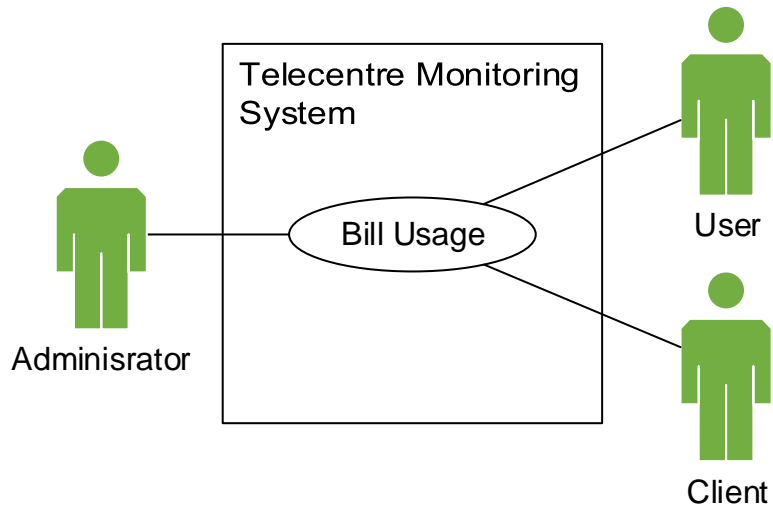 Telecentre Monitoring
System
Bill Usage
User
Adminisrator
Client